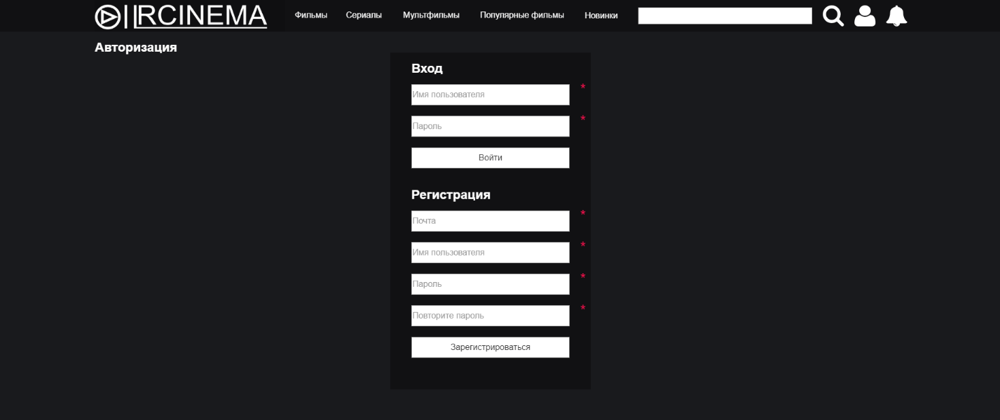 RCINEMA
Фильмы Сериалы Мультфильмы Популярные фильмы Новинки
Авторизация
Вход
Имя пользователя *
Пароль *
Войти
Регистрация
Почта *
Имя пользователя *
Пароль *
Повторите пароль *
Зарегистрироваться